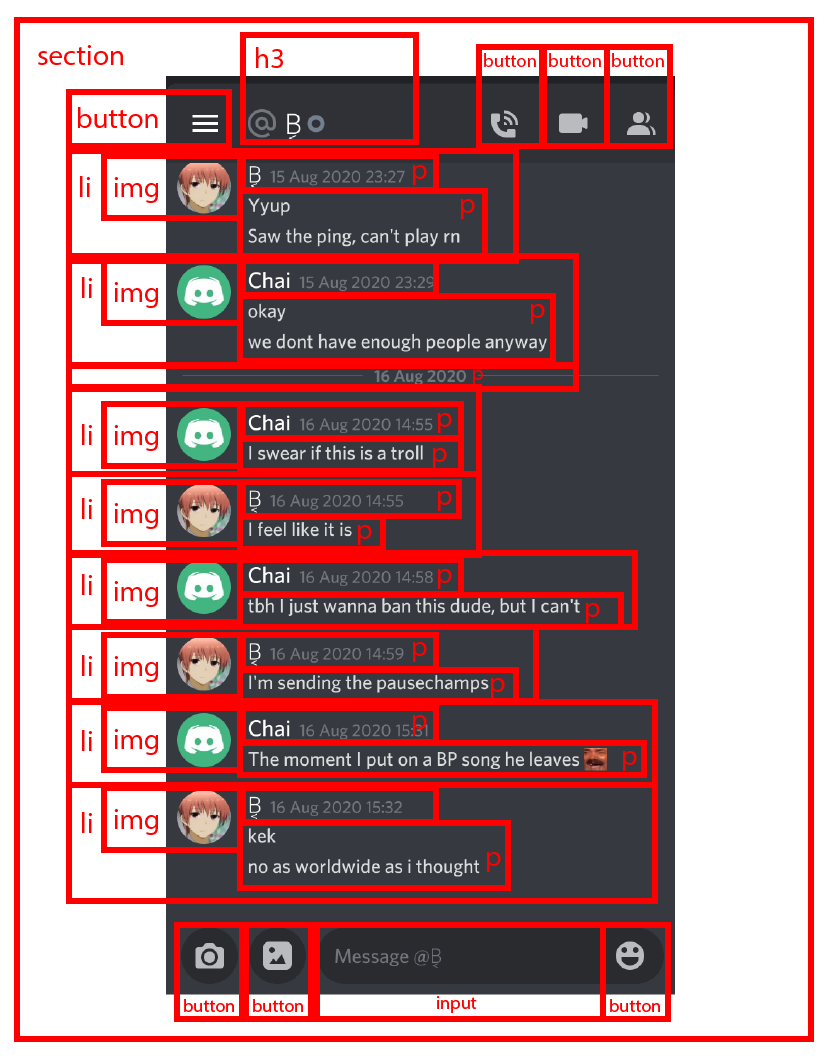 section
h3
button
button
button
button
@ B̤
li
img
B̤ 15 Aug 2020 23:27
p
Yyup
p
Saw the ping, can't play rn
li
img
Chai 15 Aug 2020 23:29
okay
p
we dont have enough people anyway
16 Aug 2020
p
li
img
Chai 16 Aug 2020 14:55
p
I swear if this is a troll
p
li
img
B̤ 16 Aug 2020 14:55
p
I feel like it is
p
li
img
Chai 16 Aug 2020 14:58
p
tbh I just wanna ban this dude, but I can't
p
li
img
B̤ 16 Aug 2020 14:59
p
I'm sending the pausechamps
p
li
img
Chai 16 Aug 2020 15:31
p
The moment I put on a BP song he leaves
p
li
img
B̤ 16 Aug 2020 15:32
kek
no as worldwide as i thought
p
Message @B̤
button
button
input
button